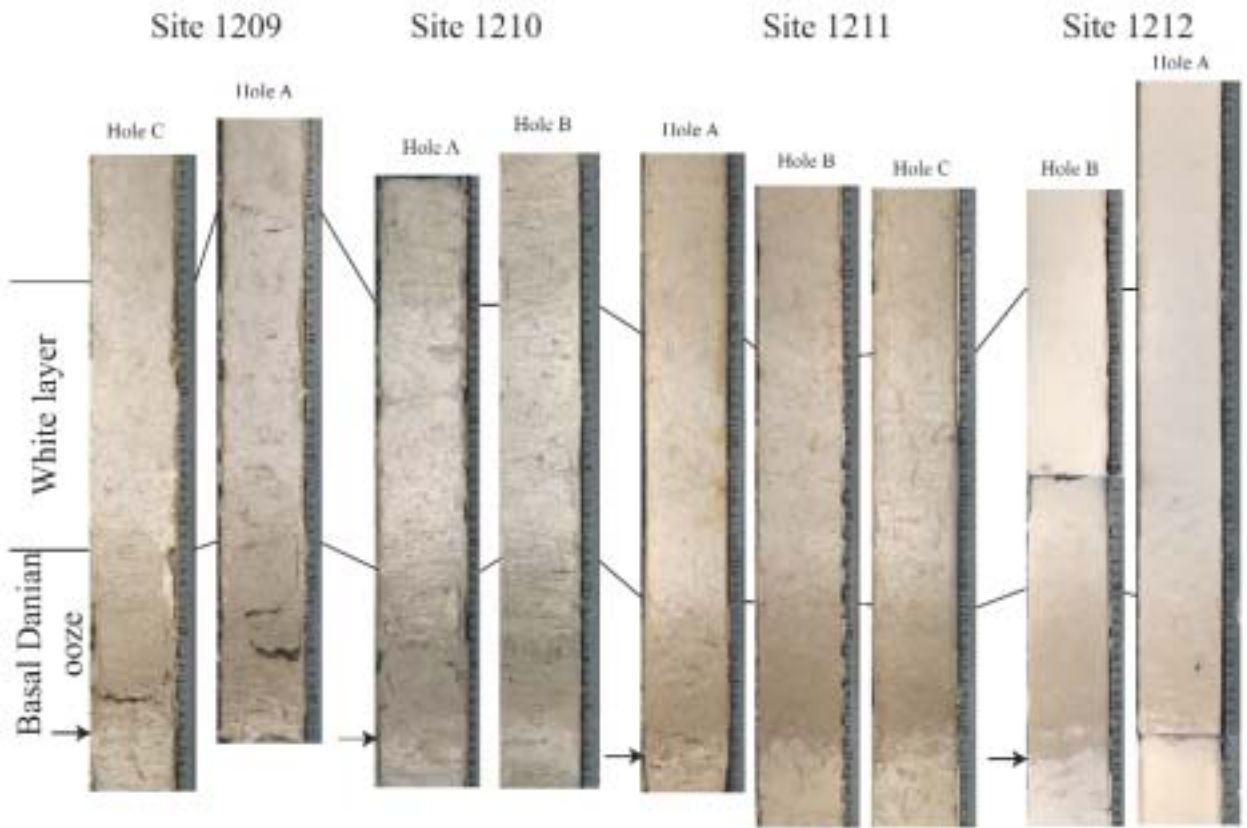 Site 1209
Site 1210
Site 1211
Site 1212
Hole C
Hole A
Hole A
Hole B
Hole A
Hole B
Hole C
Hole B
Hole A
White layer
Basal Danian
ooze